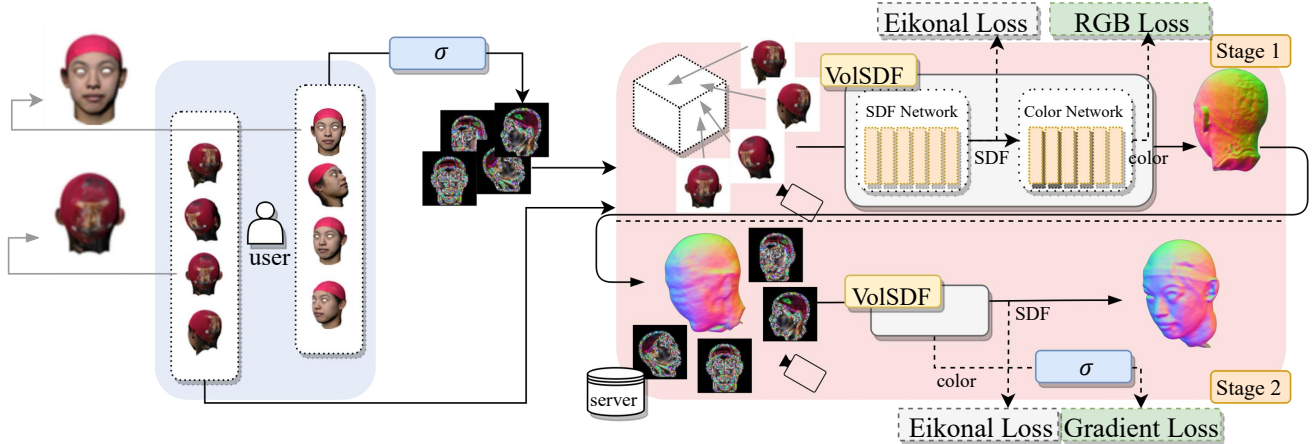 Eikonal Loss
RGB Loss
Stage 1
σ
VolSDF
SDF Network
Color Network
SDF
color
user
VolSDF
SDF
color
σ
server
Stage 2
Eikonal Loss
Gradient Loss